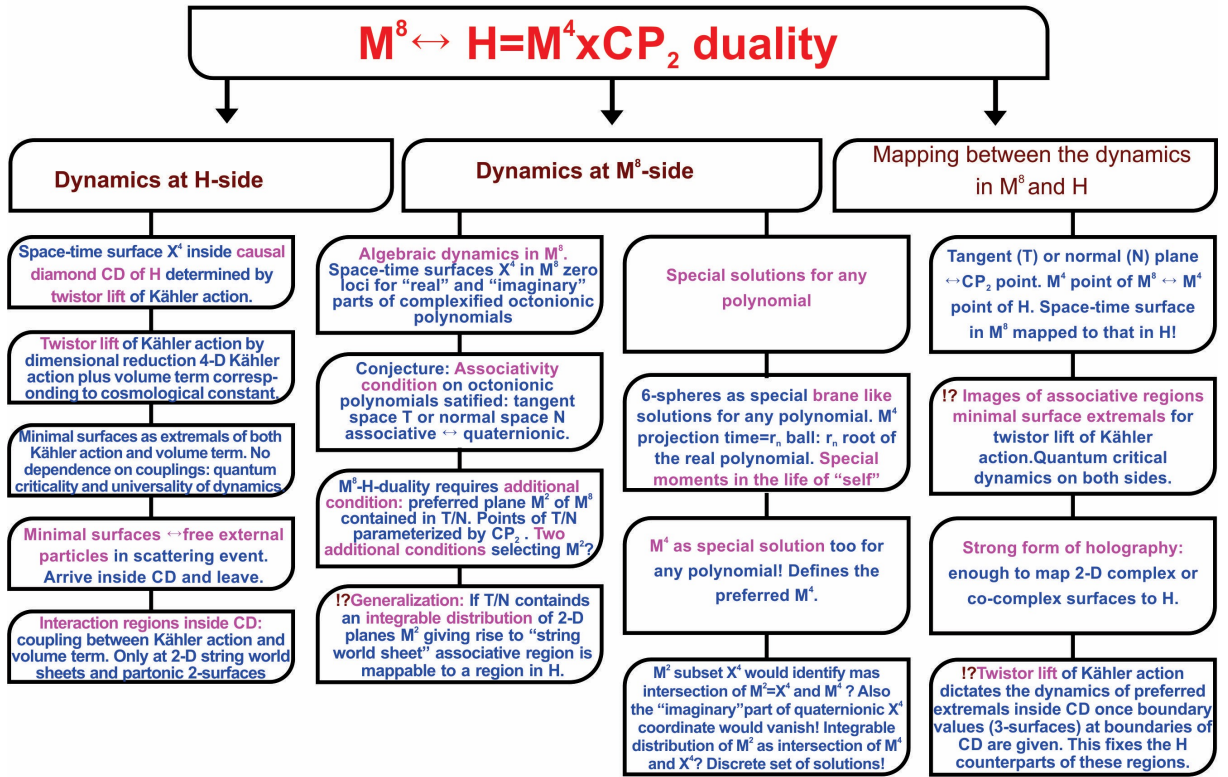 M⁸ ↔ H=M⁴xCP₂ duality
Dynamics at H-side
Space-time surface X⁴ inside causal
diamond CD of H determined by
twistor lift of Kähler action.
Twistor lift of Kähler action by
dimensional reduction 4-D Kähler
action plus volume term corresp-
onding to cosmological constant.
Minimal surfaces as extremals of both
Kähler action and volume term. No
dependence on couplings: quantum
criticality and universality of dynamics
Minimal surfaces ↔free external
particles in scattering event.
Arrive inside CD and leave.
Interaction regions inside CD:
coupling between Kähler action and
volume term. Only at 2-D string world
sheets and partonic 2-surfaces
Dynamics at M⁸-side
Algebraic dynamics in M⁸.
Space-time surfaces X⁴ in M⁸ zero
loci for “real” and “imaginary”
parts of complexified octonionic
polynomials
Conjecture: Associativity
condition on octonionic
polynomials satified: tangent
space T or normal space N
associative ↔ quaternionic.
M⁸-H-duality requires additional
condition: preferred plane M² of M⁸
contained in T/N. Points of T/N
parameterized by CP₂ . Two
additional conditions selecting M²?
!?Generalization: If T/N containds
an integrable distribution of 2-D
planes M² giving rise to “string
world sheet” associative region is
mappable to a region in H.
Special solutions for any
polynomial
6-spheres as special brane like
solutions for any polynomial. M⁴
projection time=rₙ ball: rₙ root of
the real polynomial. Special
moments in the life of “self”
M⁴ as special solution too for
any polynomial! Defines the
preferred M⁴.
M² subset X⁴ would identify mas
intersection of M²=X⁴ and M⁴ ? Also
the “imaginary”part of quaternionic X⁴
coordinate would vanish! Integrable
distribution of M² as intersection of M⁴
and X⁴? Discrete set of solutions!
Mapping between the dynamics
in M⁸ and H
Tangent (T) or normal (N) plane
↔CP₂ point. M⁴ point of M⁸ ↔ M⁴
point of H. Space-time surface
in M⁸ mapped to that in H!
!? Images of associative regions
minimal surface extremals for
twistor lift of Kähler
action.Quantum critical
dynamics on both sides.
Strong form of holography:
enough to map 2-D complex or
co-complex surfaces to H.
!?Twistor lift of Kähler action
dictates the dynamics of preferred
extremals inside CD once boundary
values (3-surfaces) at boundaries of
CD are given. This fixes the H
counterparts of these regions.